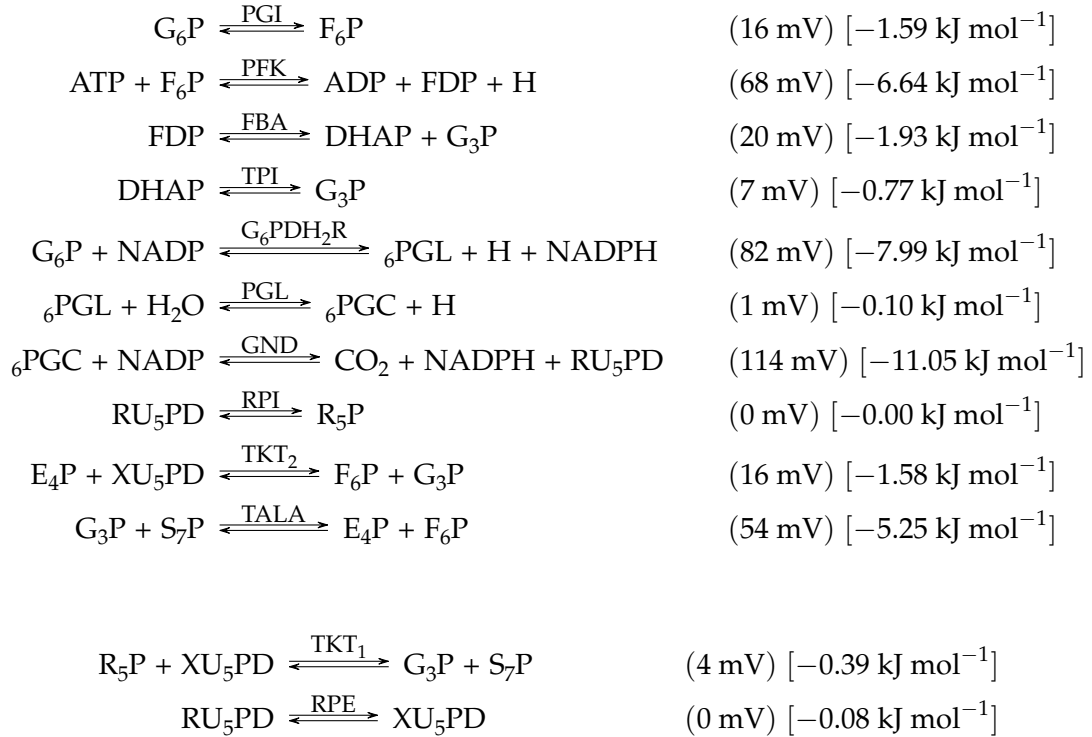 G₆P ⇌ PGI F₆P (16 mV) [−1.59 kJ mol⁻¹]
ATP + F₆P ⇌ PFK ADP + FDP + H (68 mV) [−6.64 kJ mol⁻¹]
FDP ⇌ FBA DHAP + G₃P (20 mV) [−1.93 kJ mol⁻¹]
DHAP ⇌ TPI G₃P (7 mV) [−0.77 kJ mol⁻¹]
G₆P + NADP ⇌ G₆PDH₂R ₆PGL + H + NADPH (82 mV) [−7.99 kJ mol⁻¹]
₆PGL + H₂O ⇌ PGL ₆PGC + H (1 mV) [−0.10 kJ mol⁻¹]
₆PGC + NADP ⇌ GND CO₂ + NADPH + RU₅PD (114 mV) [−11.05 kJ mol⁻¹]
RU₅PD ⇌ RPI R₅P (0 mV) [−0.00 kJ mol⁻¹]
E₄P + XU₅PD ⇌ TKT₂ F₆P + G₃P (16 mV) [−1.58 kJ mol⁻¹]
G₃P + S₇P ⇌ TALA E₄P + F₆P (54 mV) [−5.25 kJ mol⁻¹]
R₅P + XU₅PD ⇌ TKT₁ G₃P + S₇P (4 mV) [−0.39 kJ mol⁻¹]
RU₅PD ⇌ RPE XU₅PD (0 mV) [−0.08 kJ mol⁻¹]